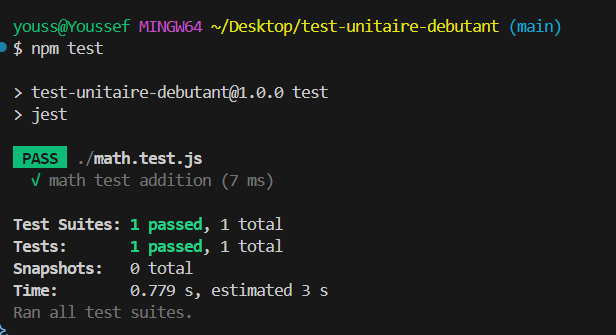 youss@Youssef MINGW64 ~/Desktop/test-unitaire-debutant (main)
$ npm test
> test-unitaire-debutant@1.0.0 test
> jest
PASS ./math.test.js
√ math test addition (7 ms)
Test Suites: 1 passed, 1 total
Tests: 1 passed, 1 total
Snapshots: 0 total
Time: 0.779 s, estimated 3 s
Ran all test suites.